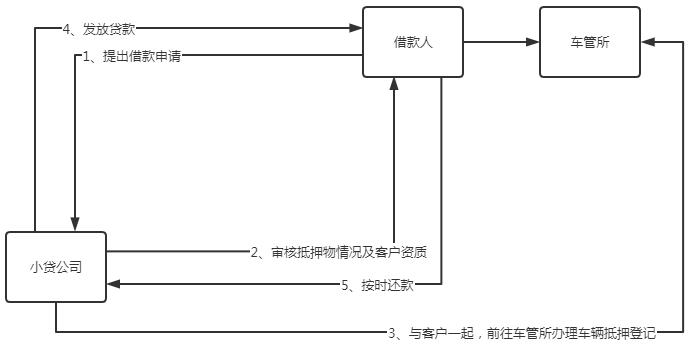 4、发放贷款
借款人
车管所
1、提出借款申请
2、审核抵押物情况及客户资质
小贷公司
5、按时还款
3、与客户一起，前往车管所办理车辆抵押登记